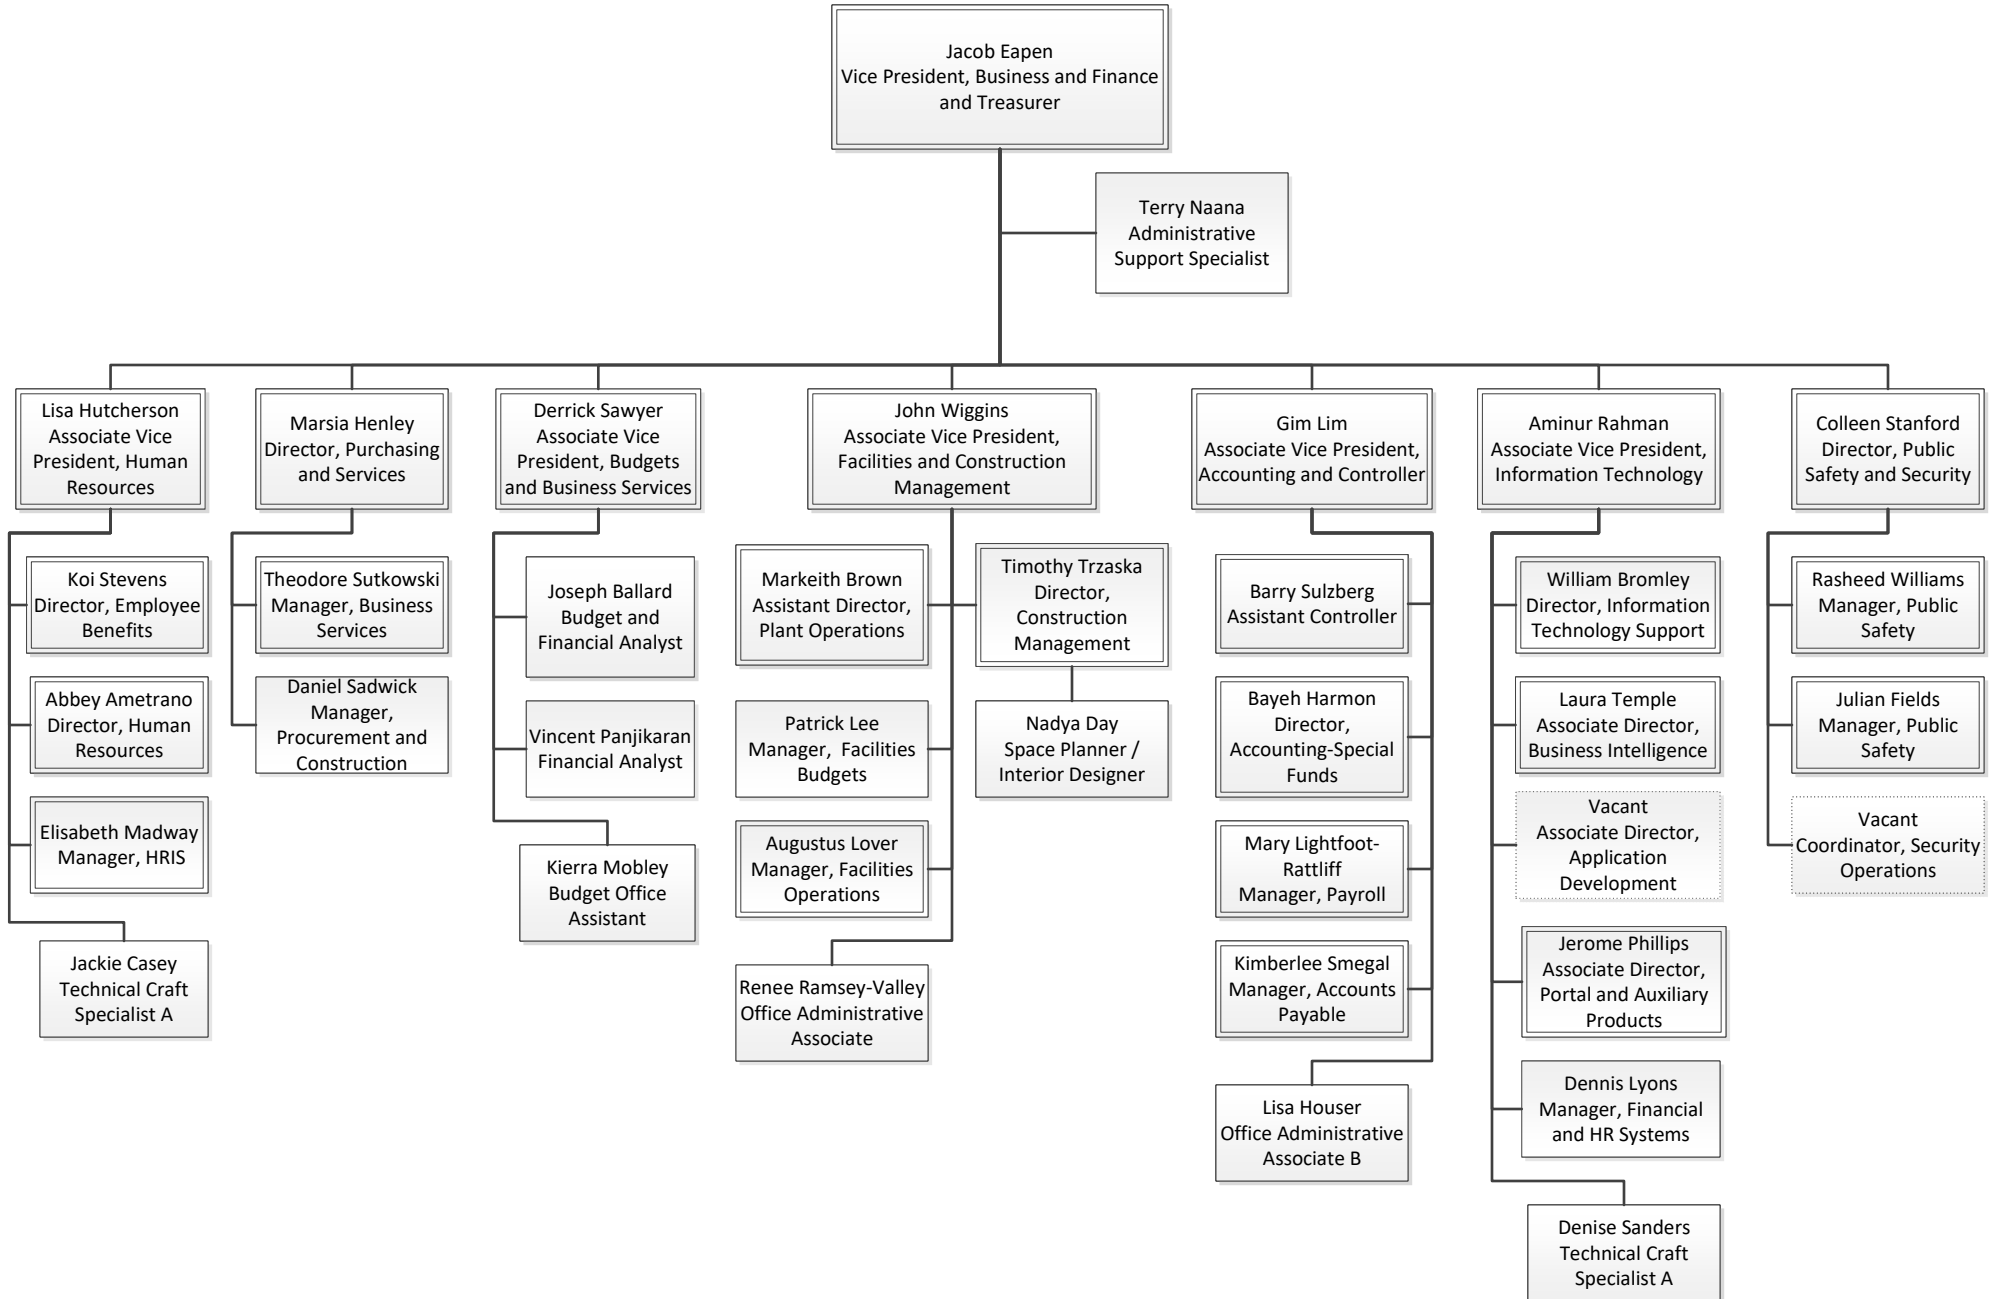 Jacob Eapen
Vice President, Business and Finance
and Treasurer
Terry Naana
Administrative
Support Specialist
Lisa Hutcherson
Associate Vice
President, Human
Resources
Marsia Henley
Director, Purchasing
and Services
Derrick Sawyer
Associate Vice
President, Budgets
and Business Services
John Wiggins
Associate Vice President,
Facilities and Construction
Management
Gim Lim
Associate Vice President,
Accounting and Controller
Aminur Rahman
Associate Vice President,
Information Technology
Colleen Stanford
Director, Public
Safety and Security
Koi Stevens
Director, Employee
Benefits
Abbey Ametrano
Director, Human
Resources
Elisabeth Madway
Manager, HRIS
Jackie Casey
Technical Craft
Specialist A
Theodore Sutkowski
Manager, Business
Services
Daniel Sadwick
Manager,
Procurement and
Construction
Joseph Ballard
Budget and
Financial Analyst
Vincent Panjikaran
Financial Analyst
Kierra Mobley
Budget Office
Assistant
Markeith Brown
Assistant Director,
Plant Operations
Timothy Trzaska
Director,
Construction
Management
Patrick Lee
Manager,  Facilities
Budgets
Nadya Day
Space Planner /
Interior Designer
Augustus Lover
Manager, Facilities
Operations
Renee Ramsey-Valley
Office Administrative
Associate
Barry Sulzberg
Assistant Controller
Bayeh Harmon
Director,
Accounting-Special
Funds
Mary Lightfoot-
Rattliff
Manager, Payroll
Kimberlee Smegal
Manager, Accounts
Payable
Lisa Houser
Office Administrative
Associate B
William Bromley
Director, Information
Technology Support
Laura Temple
Associate Director,
Business Intelligence
Vacant
Associate Director,
Application
Development
Jerome Phillips
Associate Director,
Portal and Auxiliary
Products
Dennis Lyons
Manager, Financial
and HR Systems
Denise Sanders
Technical Craft
Specialist A
Rasheed Williams
Manager, Public
Safety
Julian Fields
Manager, Public
Safety
Vacant
Coordinator, Security
Operations